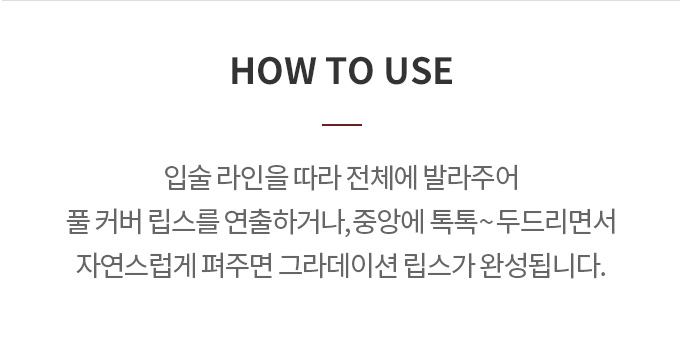 HOW TO USE
입술 라인을 따라 전체에 발라주어
풀 커버 립스를 연출하거나, 중앙에 톡톡~ 두드리면서
자연스럽게 펴주면 그라데이션 립스가 완성됩니다.